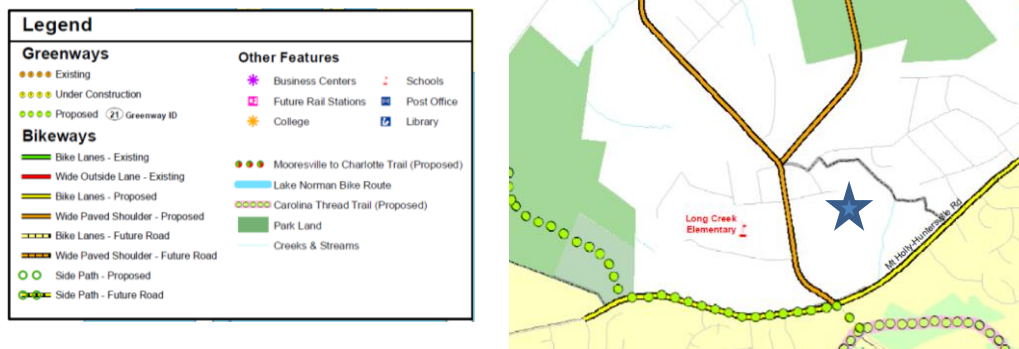 Legend
Greenways
Existing
Under Construction
Proposed 21 Greenway ID
Bikeways
Bike Lanes - Existing
Wide Outside Lane - Existing
Bike Lanes - Proposed
Wide Paved Shoulder - Proposed
Bike Lanes - Future Road
Wide Paved Shoulder - Future Road
Side Path - Proposed
Side Path - Future Road
Other Features
Business Centers
Schools
Future Rail Stations
Post Office
College
Library
Mooresville to Charlotte Trail (Proposed)
Lake Norman Bike Route
Carolina Thread Trail (Proposed)
Park Land
Creeks & Streams
Long Creek
Elementary
Mt Holly-Huntersville Rd